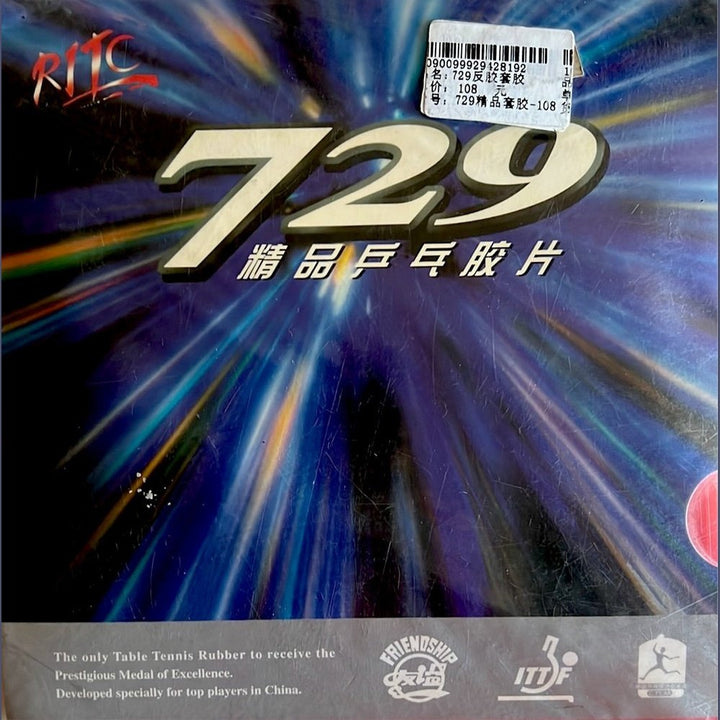 RITC
090099929428192
名: 729反胶套胶
价: 108 元
号: 729精品套胶-108
729
精品乒乓胶片
The only Table Tennis Rubber to receive the
Prestigious Medal of Excellence.
Developed specially for top players in China.
FRIENDSHIP
友谊
ITTF